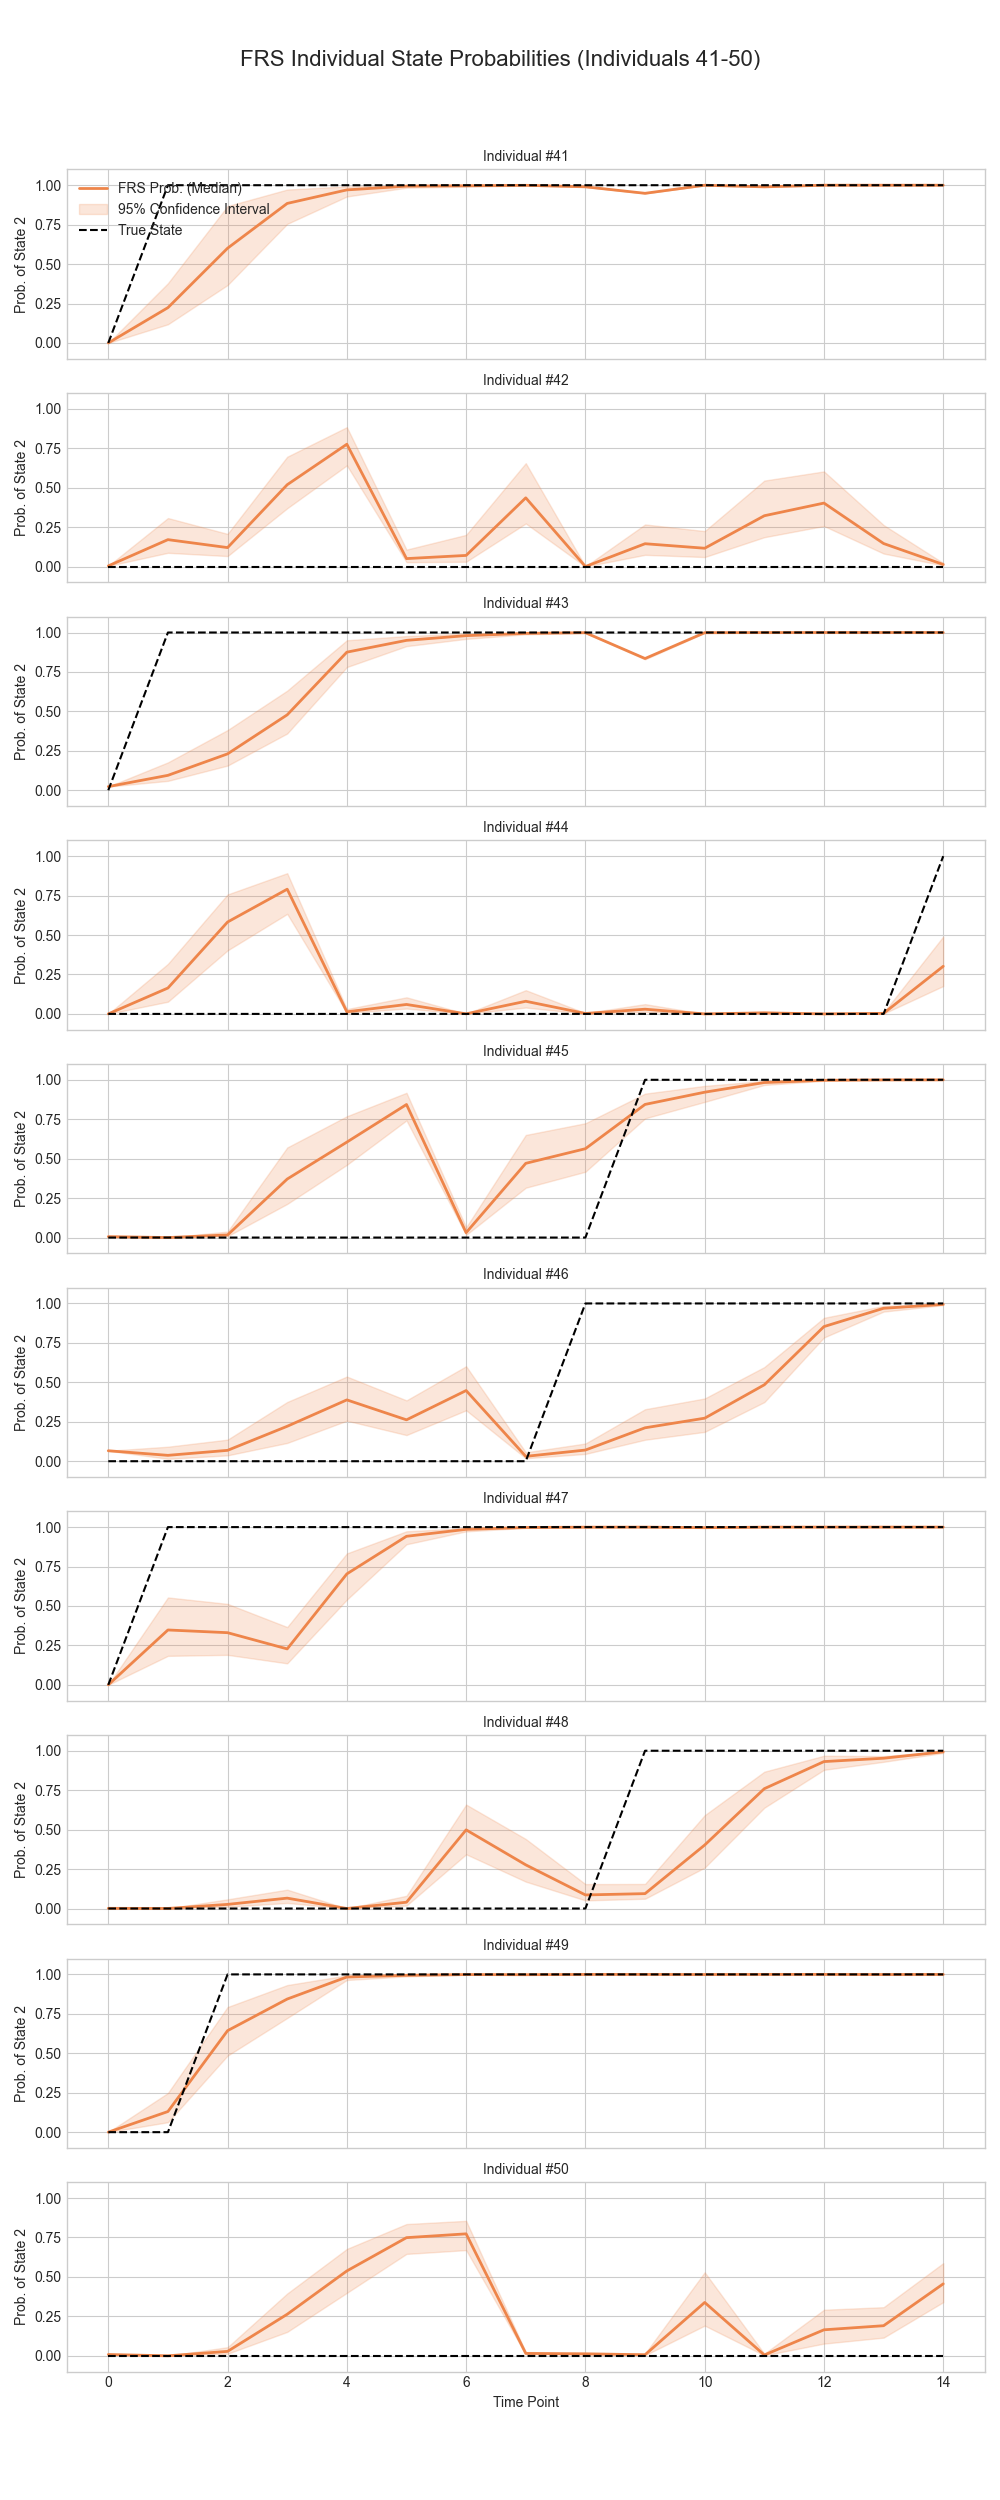 FRS Individual State Probabilities (Individuals 41-50)
Individual #41
FRS Prob. (Median)
95% Confidence Interval
True State
Prob. of State 2
1.00
0.75
0.50
0.25
0.00
Individual #42
Prob. of State 2
1.00
0.75
0.50
0.25
0.00
Individual #43
Prob. of State 2
1.00
0.75
0.50
0.25
0.00
Individual #44
Prob. of State 2
1.00
0.75
0.50
0.25
0.00
Individual #45
Prob. of State 2
1.00
0.75
0.50
0.25
0.00
Individual #46
Prob. of State 2
1.00
0.75
0.50
0.25
0.00
Individual #47
Prob. of State 2
1.00
0.75
0.50
0.25
0.00
Individual #48
Prob. of State 2
1.00
0.75
0.50
0.25
0.00
Individual #49
Prob. of State 2
1.00
0.75
0.50
0.25
0.00
Individual #50
Prob. of State 2
1.00
0.75
0.50
0.25
0.00
0 2 4 6 8 10 12 14
Time Point